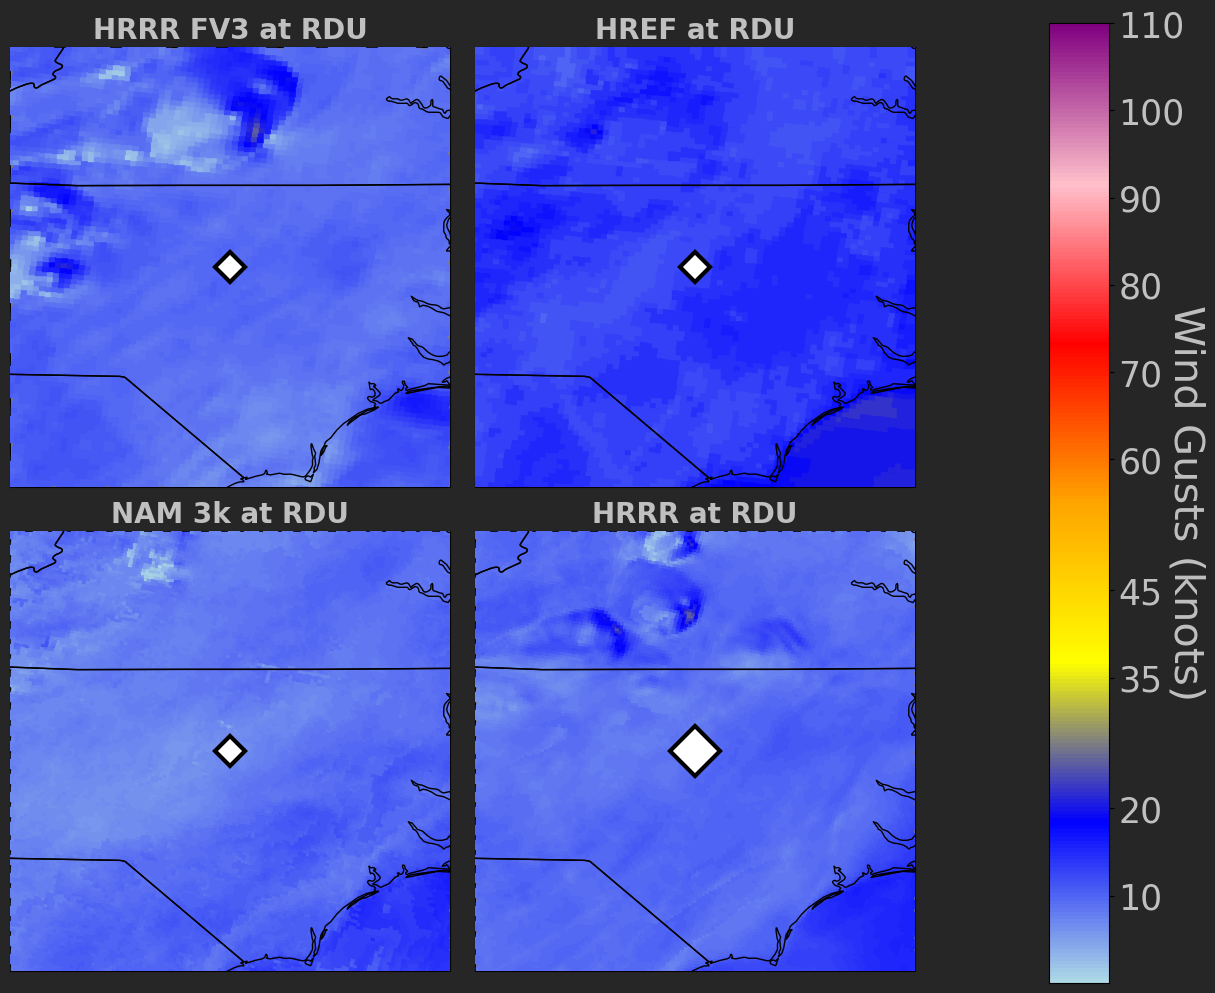 HRRR FV3 at RDU
HREF at RDU
NAM 3k at RDU
HRRR at RDU
110
100
90
80
70
60
45
35
20
10
Wind Gusts (knots)